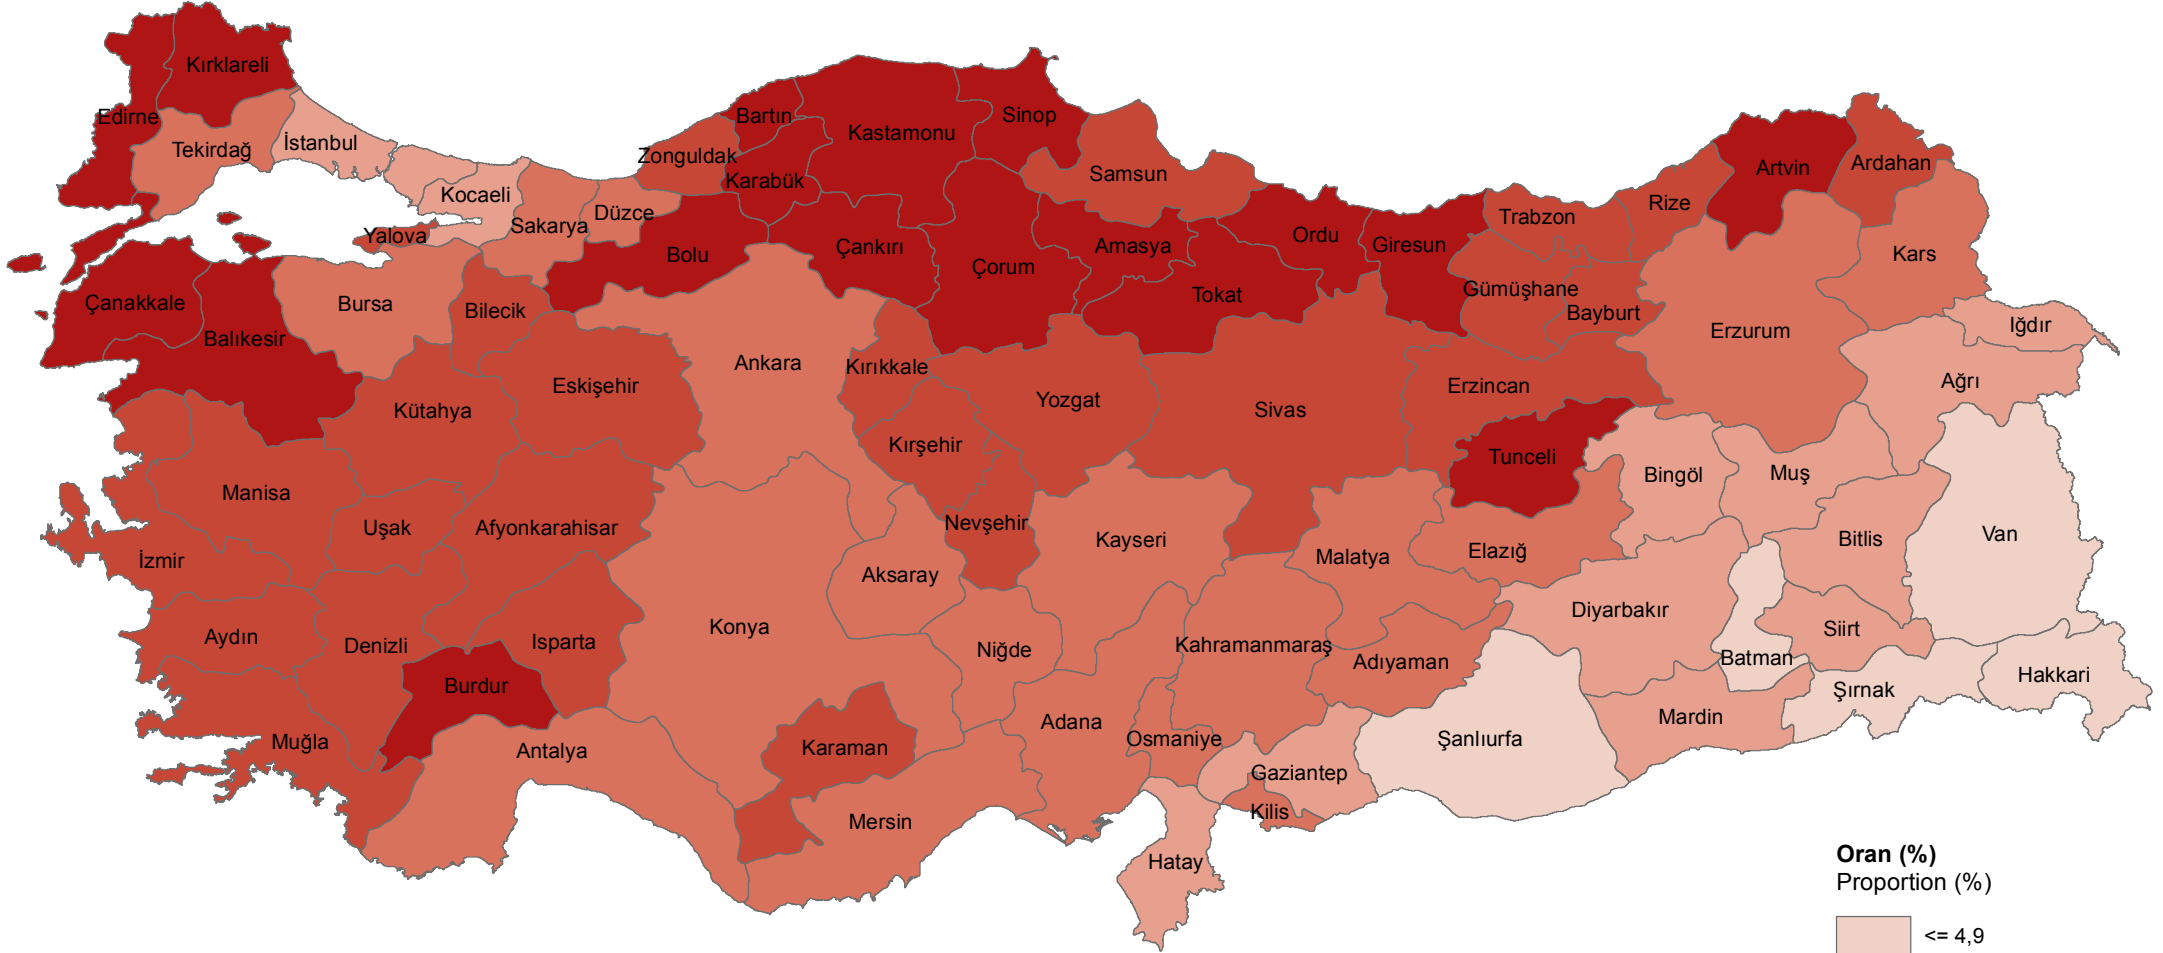 Kırklareli
Edirne
Tekirdağ
İstanbul
Kocaeli
Yalova
Sakarya
Düzce
Zonguldak
Bartın
Karabük
Kastamonu
Sinop
Samsun
Bolu
Çankırı
Çorum
Amasya
Tokat
Ordu
Giresun
Trabzon
Rize
Artvin
Ardahan
Kars
Gümüşhane
Bayburt
Erzurum
Iğdır
Ağrı
Çanakkale
Balıkesir
Bursa
Bilecik
Eskişehir
Kütahya
Ankara
Kırıkkale
Kırşehir
Yozgat
Sivas
Erzincan
Tunceli
Bingöl
Muş
Bitlis
Van
Manisa
Uşak
Afyonkarahisar
İzmir
Aydın
Denizli
Isparta
Burdur
Muğla
Antalya
Konya
Aksaray
Nevşehir
Kayseri
Niğde
Karaman
Mersin
Adana
Osmaniye
Kahramanmaraş
Malatya
Elazığ
Adıyaman
Diyarbakır
Batman
Siirt
Şırnak
Hakkari
Mardin
Şanlıurfa
Gaziantep
Kilis
Hatay
Oran (%)
Proportion (%)
<= 4,9